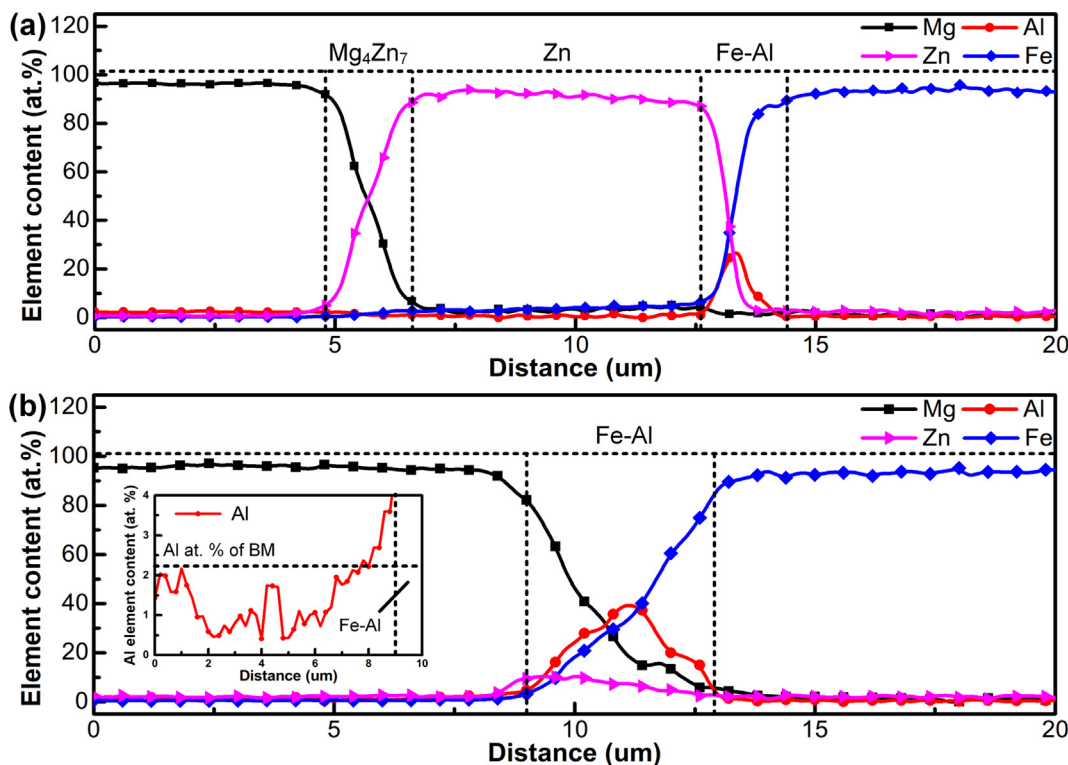 (a)
Element content (at.%)
120
100
80
60
40
20
0
Mg₄Zn₇ Zn Fe-Al
Mg Al
Zn Fe
0 5 10 15 20
Distance (um)
(b)
Element content (at.%)
120
100
80
60
40
20
0
Fe-Al
Mg Al
Zn Fe
Al element content (at. %)
4
3
2
1
0
Al
Al at. % of BM
Fe-Al
0 2 4 6 8 10
Distance (um)
0 5 10 15 20
Distance (um)